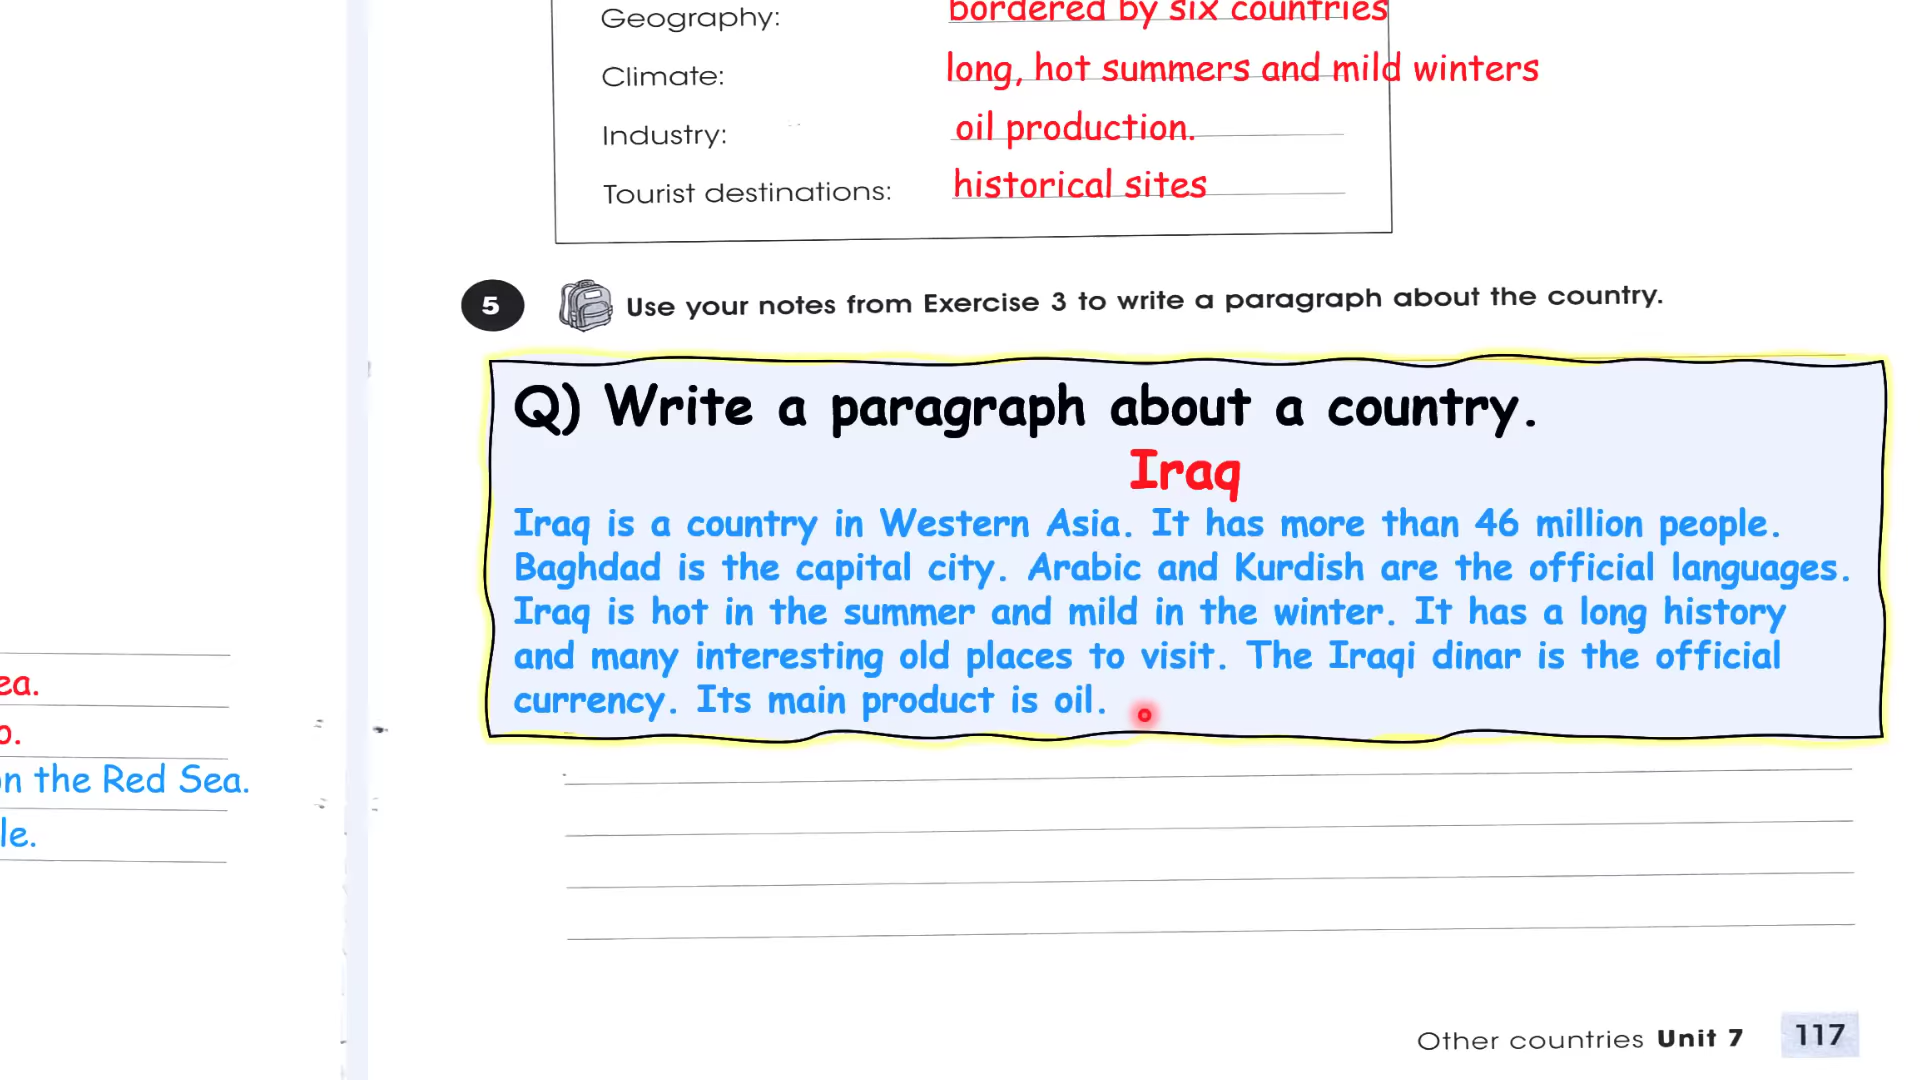 Geography: bordered by six countries
Climate: long, hot summers and mild winters
Industry: oil production.
Tourist destinations: historical sites
5 Use your notes from Exercise 3 to write a paragraph about the country.
Q) Write a paragraph about a country.
Iraq
Iraq is a country in Western Asia. It has more than 46 million people.
Baghdad is the capital city. Arabic and Kurdish are the official languages.
Iraq is hot in the summer and mild in the winter. It has a long history
and many interesting old places to visit. The Iraqi dinar is the official
currency. Its main product is oil.
on the Red Sea.
Other countries Unit 7 117